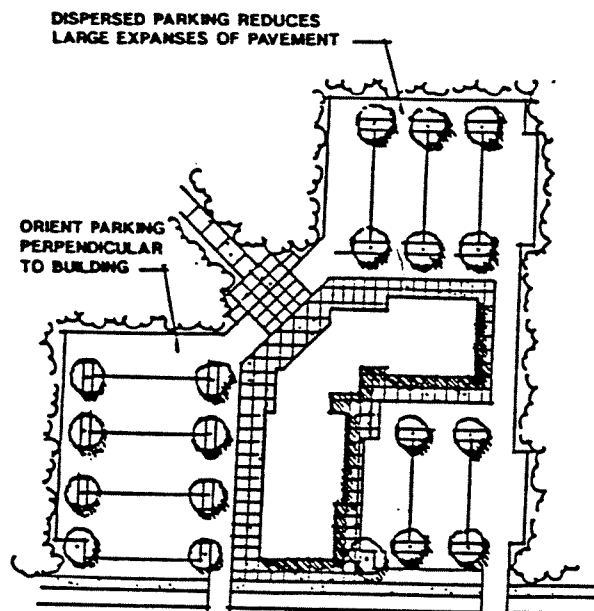 DISPERSED PARKING REDUCES
LARGE EXPANSES OF PAVEMENT
ORIENT PARKING
PERPENDICULAR
TO BUILDING